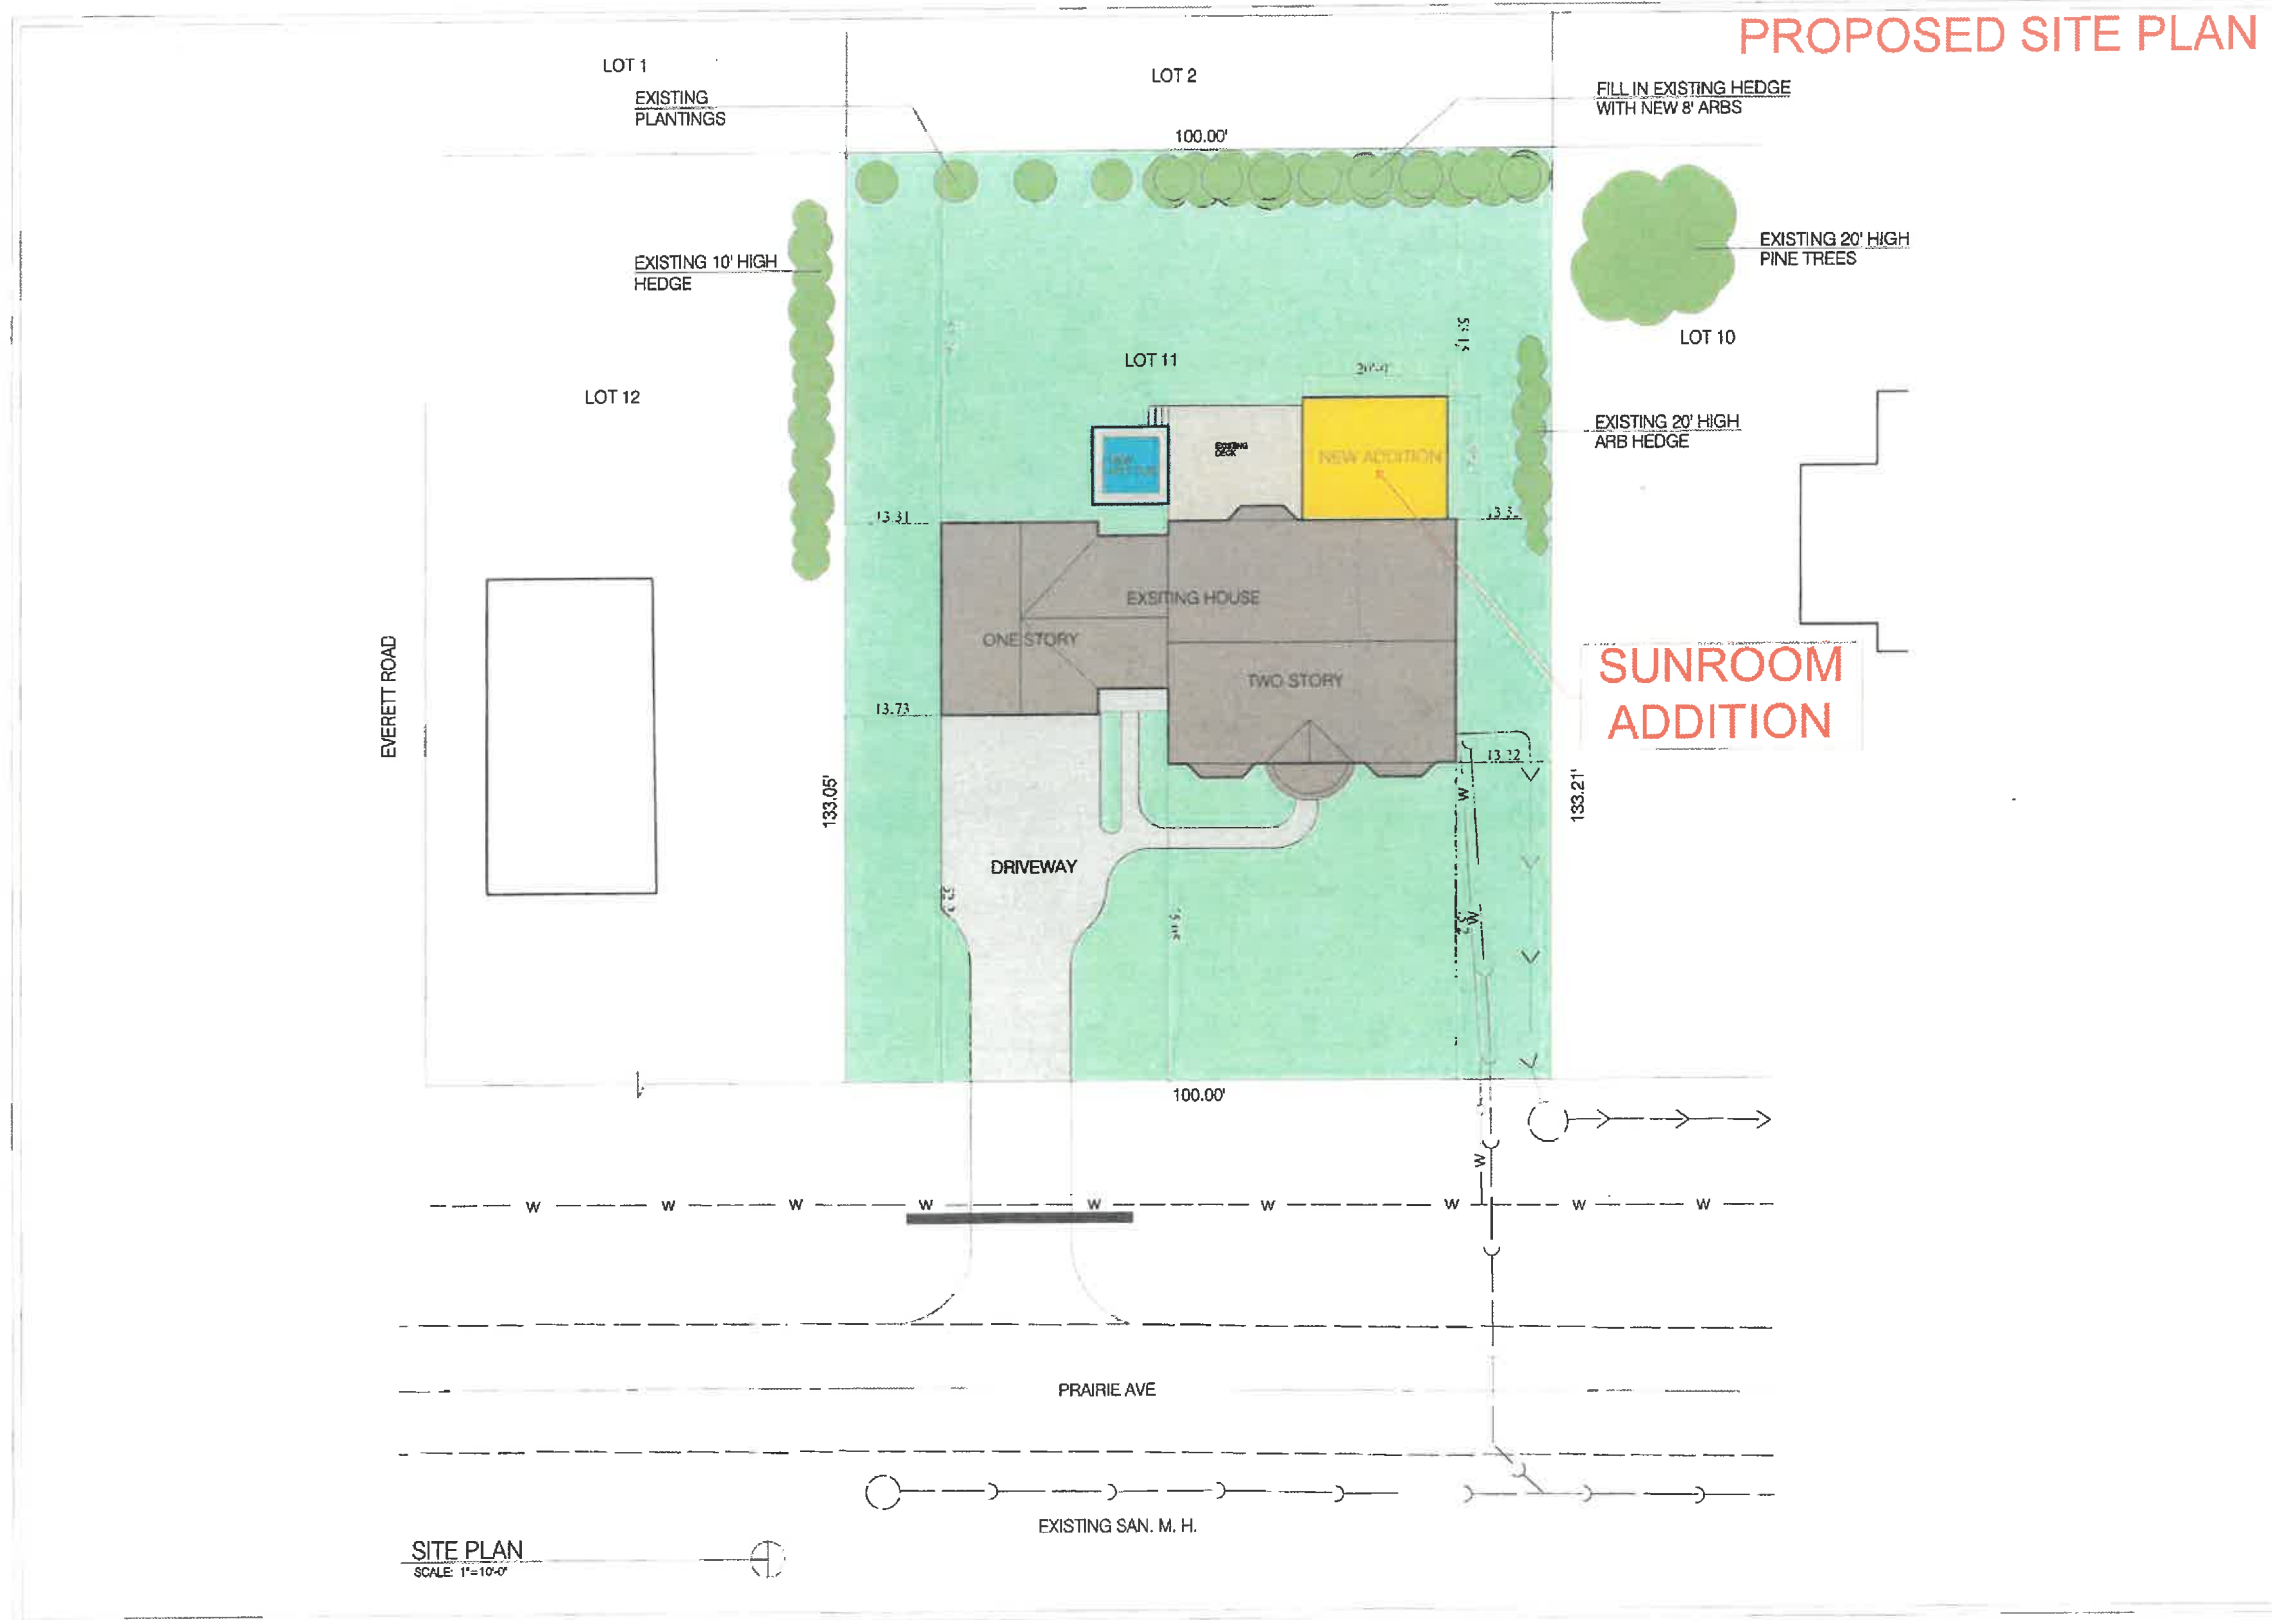 PROPOSED SITE PLAN
LOT 1
LOT 2
EXISTING
PLANTINGS
FILL IN EXISTING HEDGE
WITH NEW 8' ARBS
100.00'
EXISTING 10' HIGH
HEDGE
EXISTING 20' HIGH
PINE TREES
LOT 10
LOT 11
LOT 12
EXISTING 20' HIGH
ARB HEDGE
EXISTING
DECK
NEW ADDITION
13.31
EXSITING HOUSE
ONE STORY
TWO STORY
SUNROOM
ADDITION
13.73
EVERETT ROAD
133.05'
133.21'
DRIVEWAY
W
W
100.00'
W
W
W
W
W
W
W
W
W
W
PRAIRIE AVE
EXISTING SAN. M. H.
SITE PLAN
SCALE: 1"=10'-0"